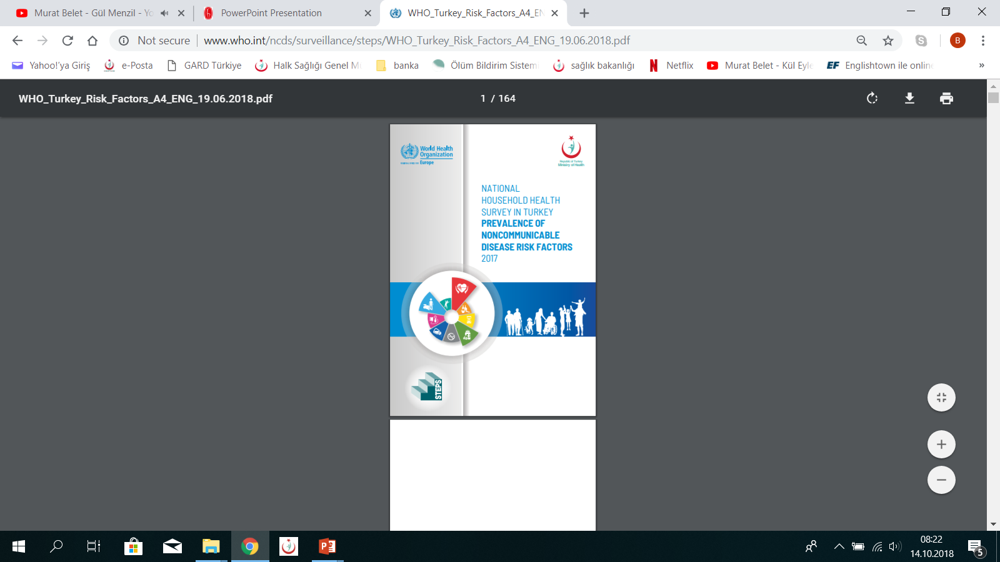 Murat Belet - Gül Menzil - Yo
PowerPoint Presentation
WHO_Turkey_Risk_Factors_A4_EN
Not secure
www.who.int/ncds/surveillance/steps/WHO_Turkey_Risk_Factors_A4_ENG_19.06.2018.pdf
S
B
Yahoo!'ya Giriş
e-Posta
GARD Türkiye
Halk Sağlığı Genel Mü
banka
Ölüm Bildirim Sistemi
sağlık bakanlığı
Netflix
Murat Belet - Kül Eyle
EF
Englishtown ile online
»
WHO_Turkey_Risk_Factors_A4_ENG_19.06.2018.pdf
1 / 164
World Health
Organization
Europe
Republic of Turkey
Ministry of Health
NATIONAL
HOUSEHOLD HEALTH
SURVEY IN TURKEY
PREVALENCE OF
NONCOMMUNICABLE
DISEASE RISK FACTORS
2017
STEPS
08:22
14.10.2018
5